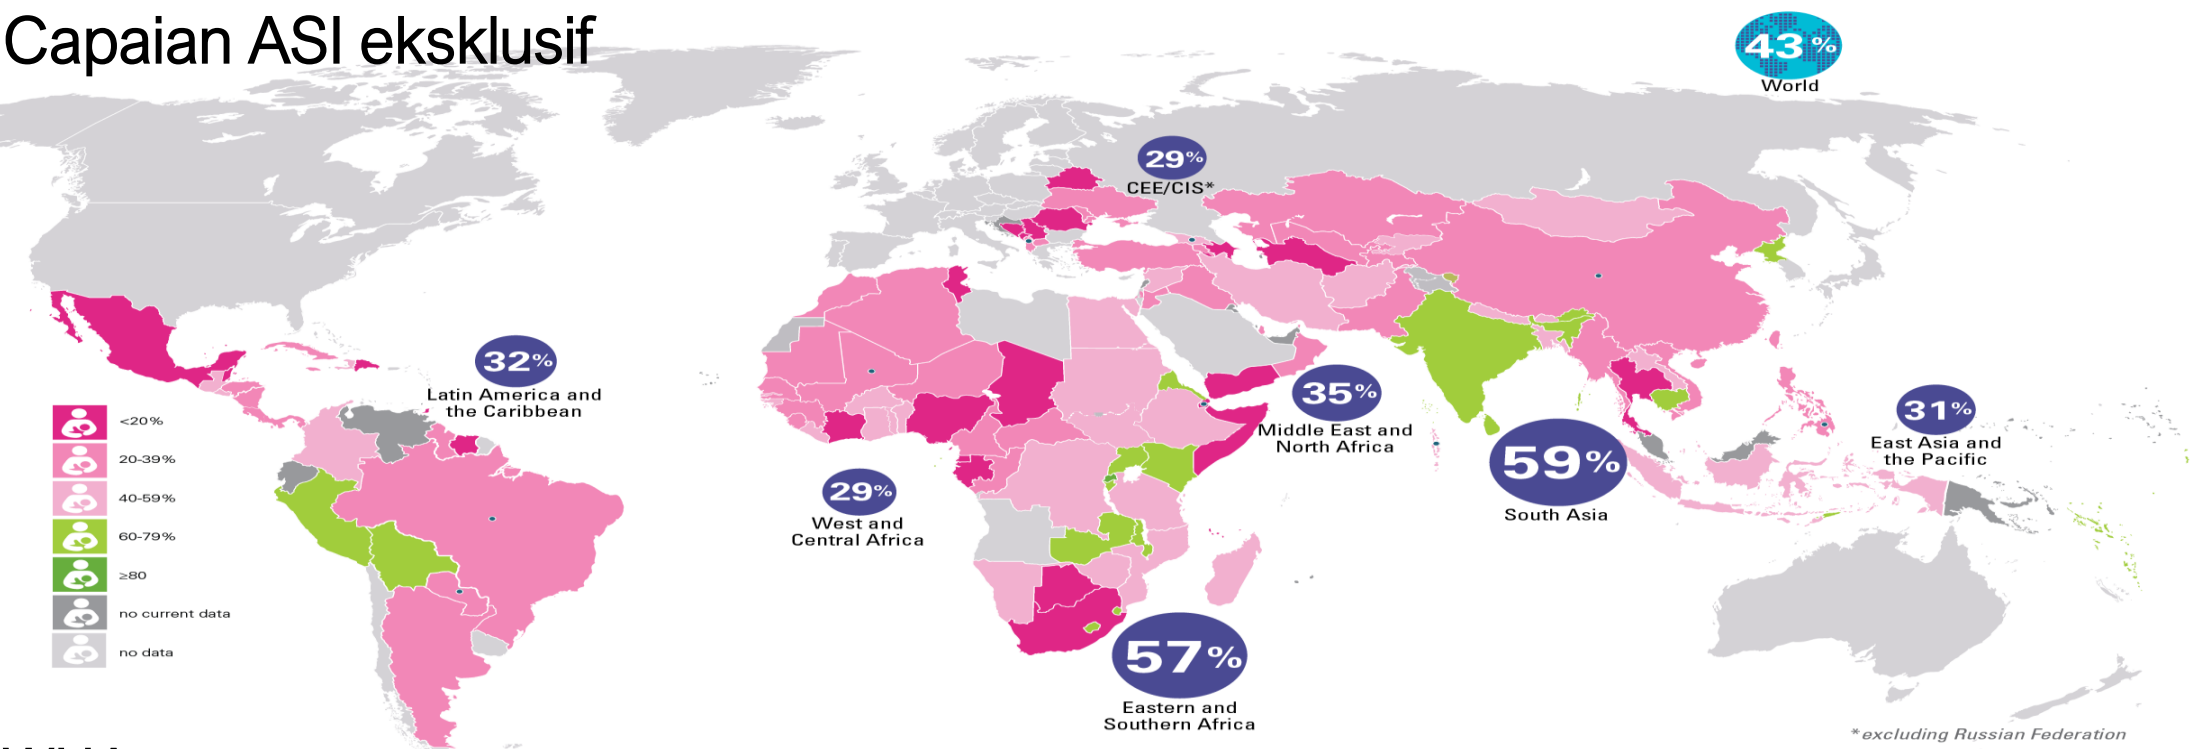 Capaian ASI eksklusif
43%
World
29%
CEE/CIS*
32%
Latin America and
the Caribbean
35%
Middle East and
North Africa
31%
East Asia and
the Pacific
59%
South Asia
29%
West and
Central Africa
57%
Eastern and
Southern Africa
<20%
20-39%
40-59%
60-79%
≥80
no current data
no data
*excluding Russian Federation